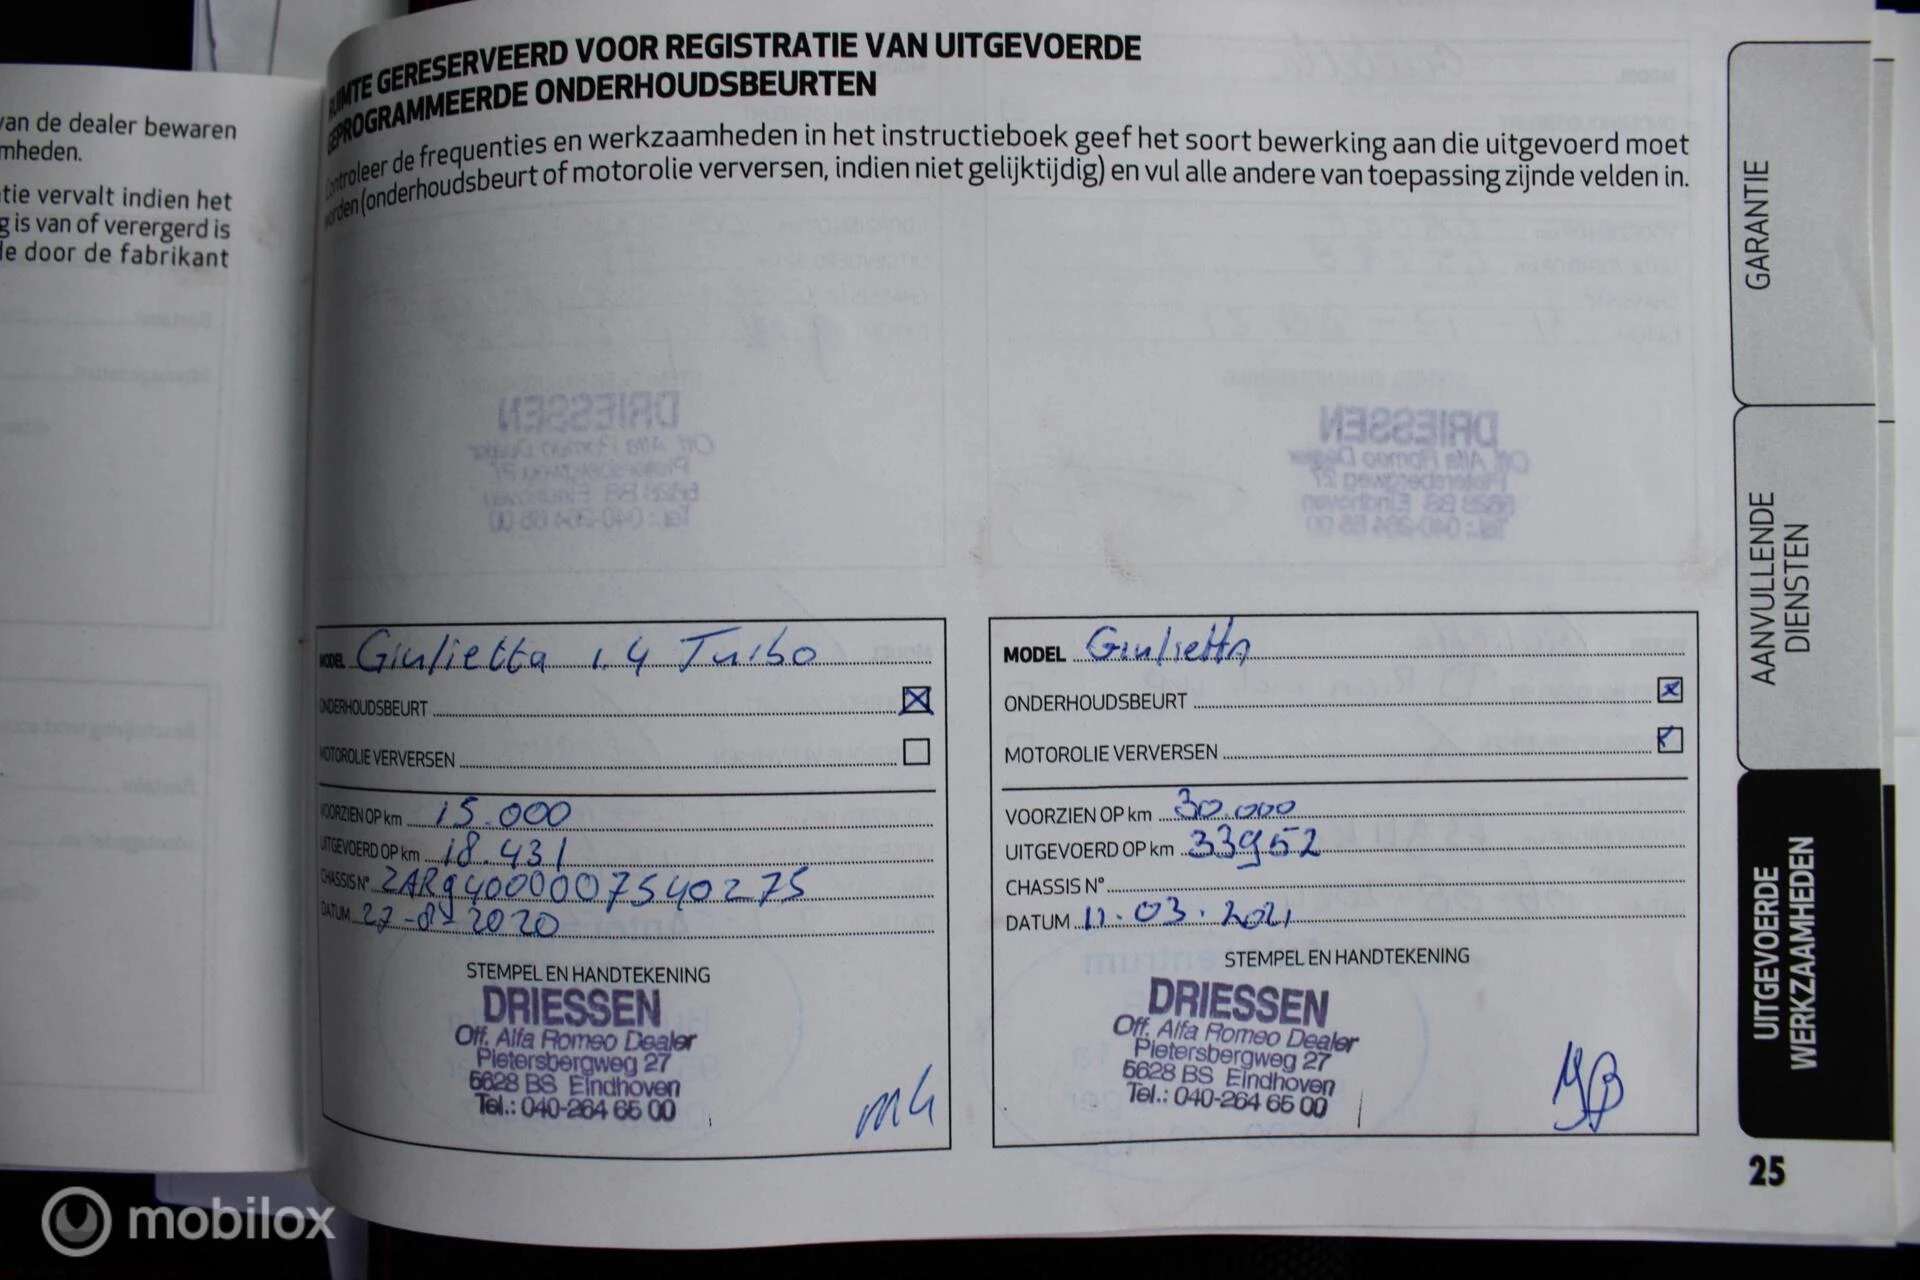 van de dealer bewaren
mheden.
tie vervalt indien het
g is van of verergerd is
le door de fabrikant
RUIMTE GERESERVEERD VOOR REGISTRATIE VAN UITGEVOERDE
GEPROGRAMMEERDE ONDERHOUDSBEURTEN
Controleer de frequenties en werkzaamheden in het instructieboek geef het soort bewerking aan die uitgevoerd moet
worden (onderhoudsbeurt of motorolie verversen, indien niet gelijktijdig) en vul alle andere van toepassing zijnde velden in.
MODEL Giulietta 1.4 Turbo
ONDERHOUDSBEURT
MOTOROLIE VERVERSEN
VOORZIEN OP km 15.000
UITGEVOERD OP km 18.431
CHASSIS N° ZAR94000007540275
DATUM 27-2020
STEMPEL EN HANDTEKENING
DRIESSEN
Off. Alfa Romeo Dealer
Pietersbergweg 27
5628 BS Eindhoven
Tel.: 040-264 65 00
MODEL Giulietta
ONDERHOUDSBEURT
MOTOROLIE VERVERSEN
VOORZIEN OP km 30.000
UITGEVOERD OP km 33952
CHASSIS N°
DATUM 11.03.2021
STEMPEL EN HANDTEKENING
DRIESSEN
Off. Alfa Romeo Dealer
Pietersbergweg 27
5628 BS Eindhoven
Tel.: 040-264 65 00
GARANTIE
AANVULLENDE
DIENSTEN
UITGEVOERDE
WERKZAAMHEDEN
25
mobilox